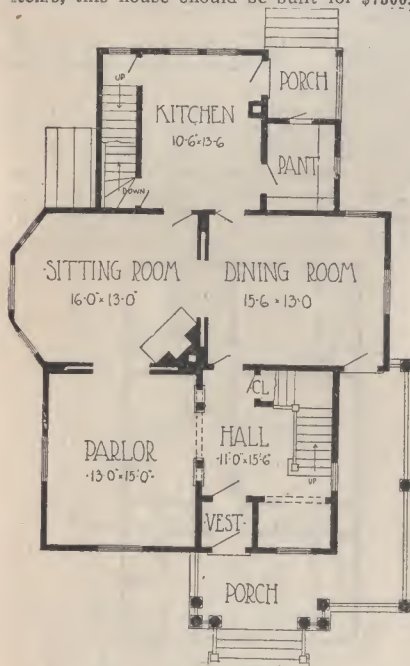 items, this house should be built for $7500.
PORCH
UP
KITCHEN
10-6"×13-6
PANT
DOWN
SITTING ROOM
16-0"×13-0"
DINING ROOM
15-6×13-0
CL
PARLOR
·13-0"×15-0"·
HALL
·11-0"×15-6"
UP
·VEST·
PORCH